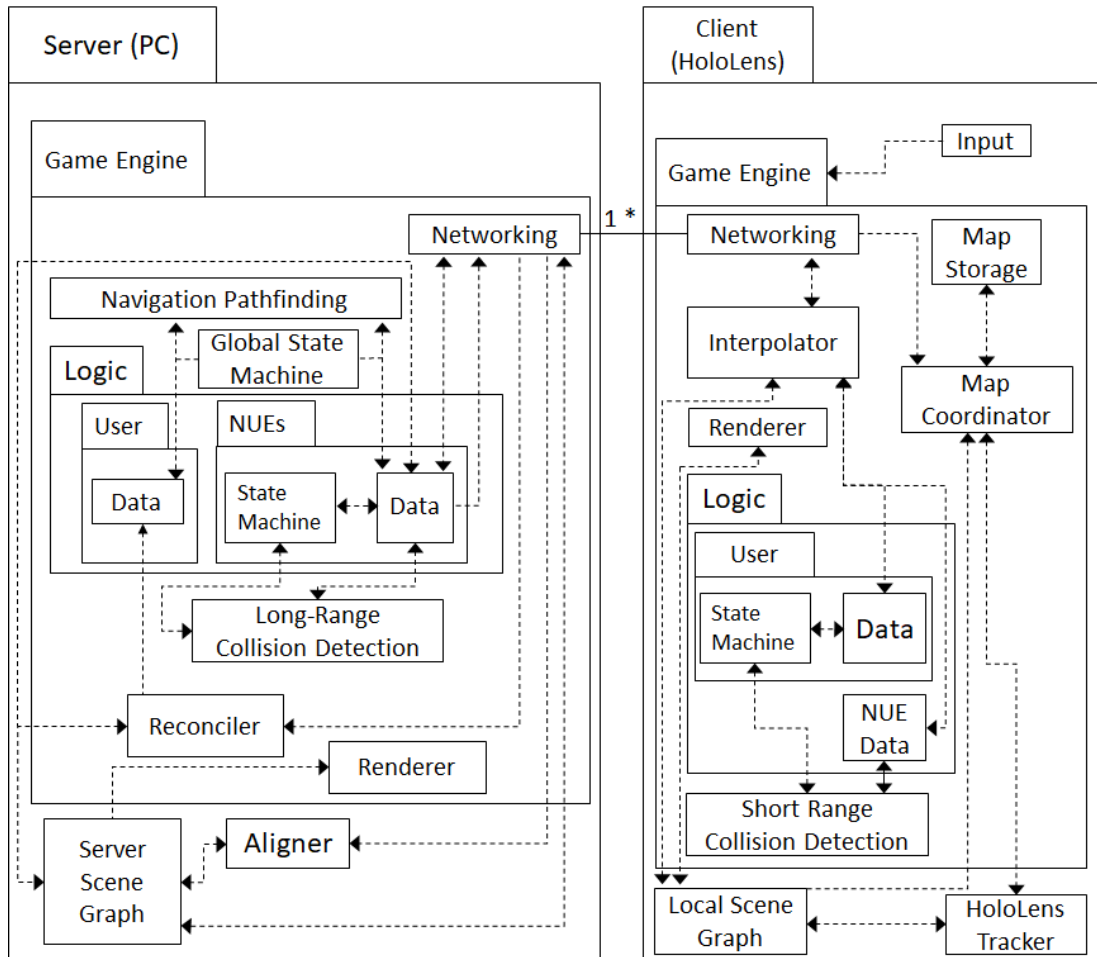 Server (PC)
Game Engine
Networking
Navigation Pathfinding
Global State
Machine
Logic
User
Data
NUEs
State
Machine
Data
Long-Range
Collision Detection
Reconciler
Renderer
Server
Scene
Graph
Aligner
1 *
Client
(HoloLens)
Input
Game Engine
Networking
Map
Storage
Interpolator
Map
Coordinator
Renderer
Logic
User
State
Machine
Data
NUE
Data
Short Range
Collision Detection
Local Scene
Graph
HoloLens
Tracker